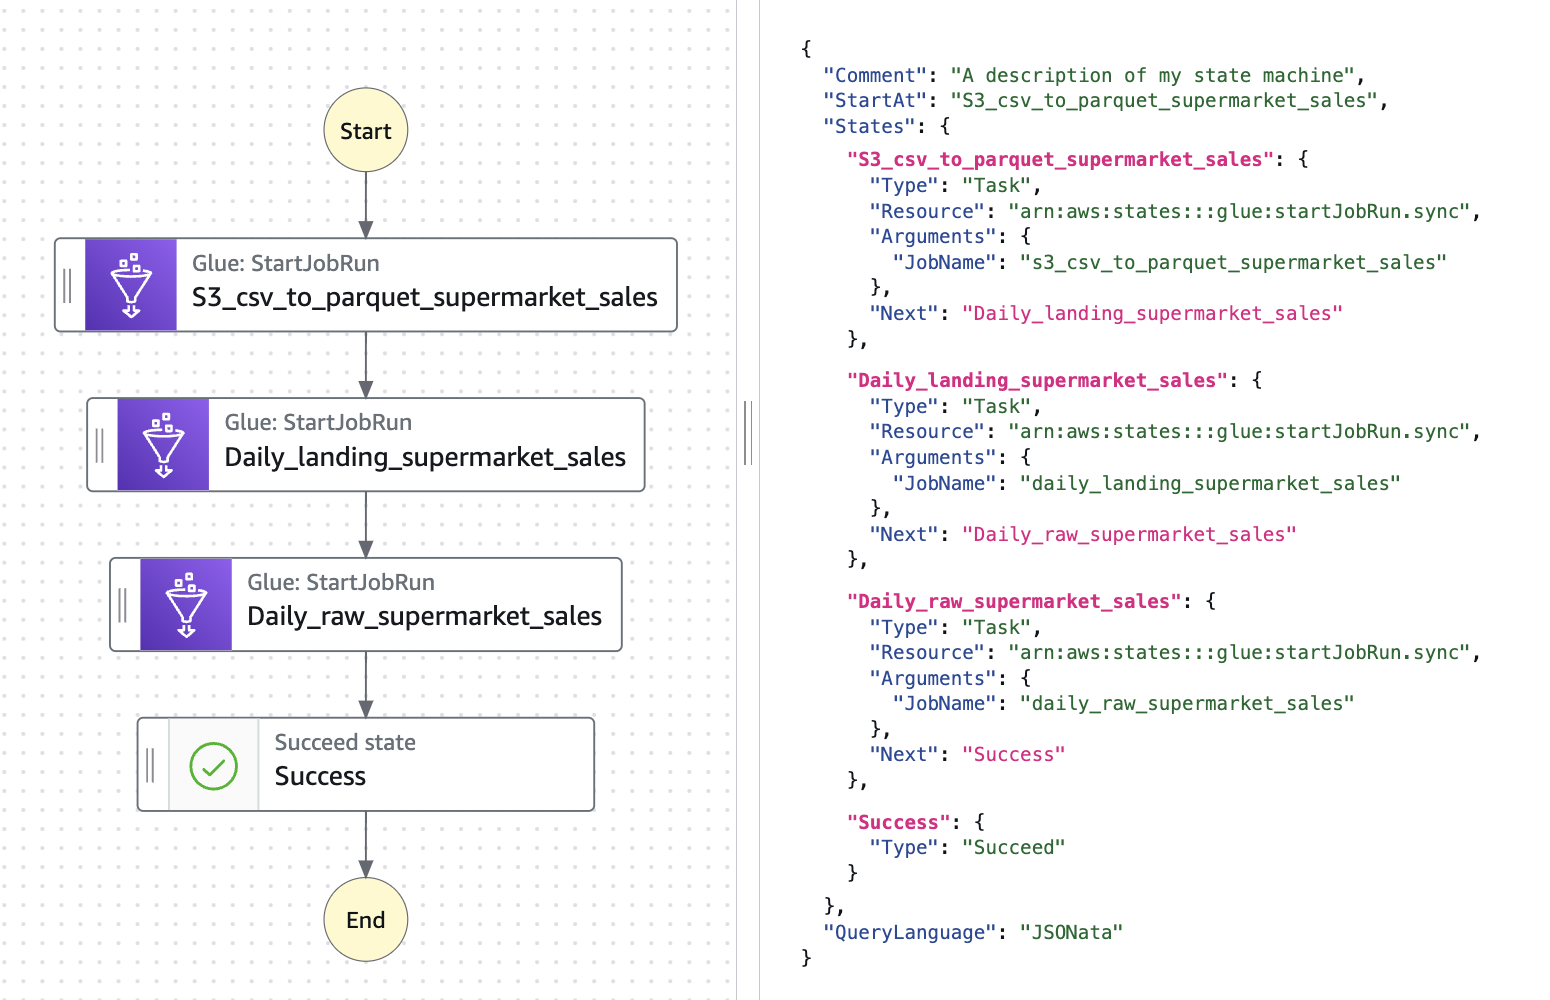 Start
Glue: StartJobRun
S3_csv_to_parquet_supermarket_sales
Glue: StartJobRun
Daily_landing_supermarket_sales
Glue: StartJobRun
Daily_raw_supermarket_sales
Succeed state
Success
End
{
"Comment": "A description of my state machine",
"StartAt": "S3_csv_to_parquet_supermarket_sales",
"States": {
"S3_csv_to_parquet_supermarket_sales": {
"Type": "Task",
"Resource": "arn:aws:states:::glue:startJobRun.sync",
"Arguments": {
"JobName": "s3_csv_to_parquet_supermarket_sales"
},
"Next": "Daily_landing_supermarket_sales"
},
"Daily_landing_supermarket_sales": {
"Type": "Task",
"Resource": "arn:aws:states:::glue:startJobRun.sync",
"Arguments": {
"JobName": "daily_landing_supermarket_sales"
},
"Next": "Daily_raw_supermarket_sales"
},
"Daily_raw_supermarket_sales": {
"Type": "Task",
"Resource": "arn:aws:states:::glue:startJobRun.sync",
"Arguments": {
"JobName": "daily_raw_supermarket_sales"
},
"Next": "Success"
},
"Success": {
"Type": "Succeed"
}
},
"QueryLanguage": "JSONata"
}